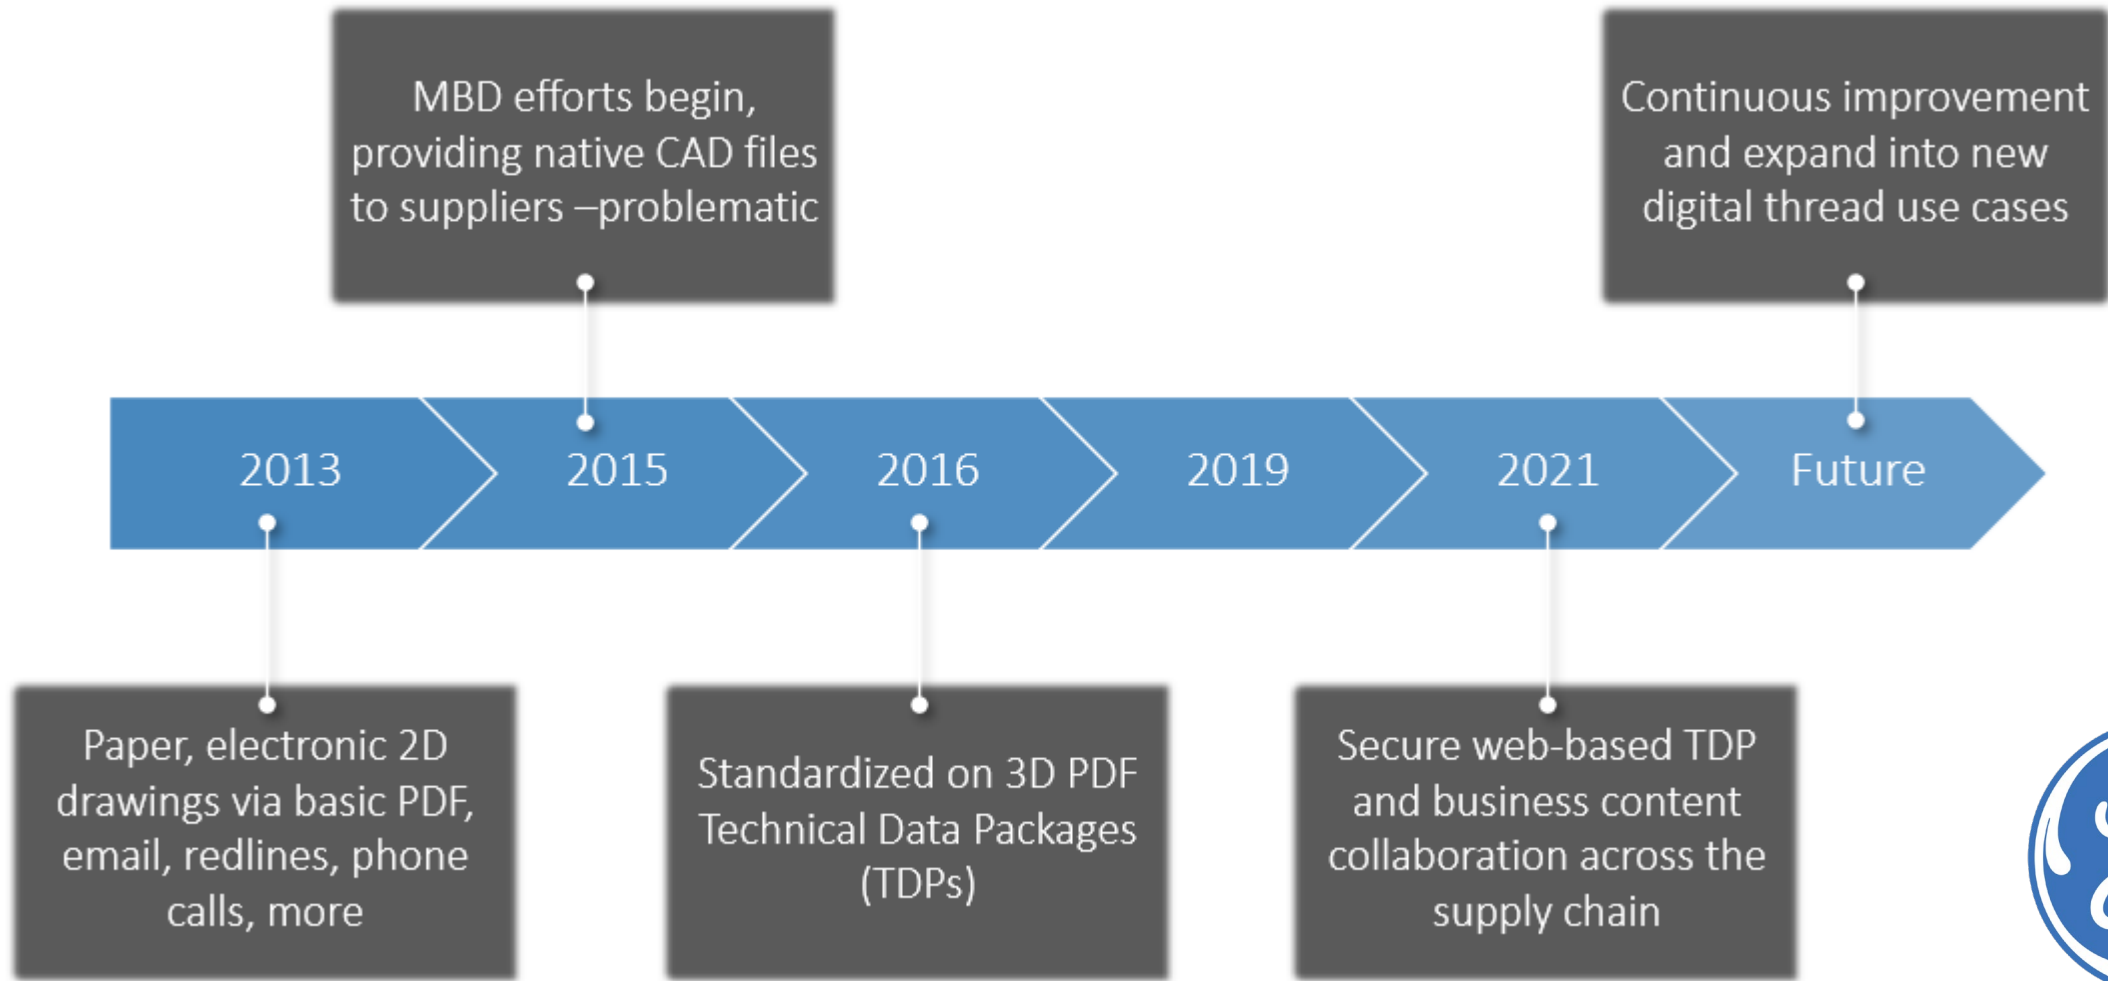 MBD efforts begin,
providing native CAD files
to suppliers –problematic
Continuous improvement
and expand into new
digital thread use cases
2013
2015
2016
2019
2021
Future
Paper, electronic 2D
drawings via basic PDF,
email, redlines, phone
calls, more
Standardized on 3D PDF
Technical Data Packages
(TDPs)
Secure web-based TDP
and business content
collaboration across the
supply chain